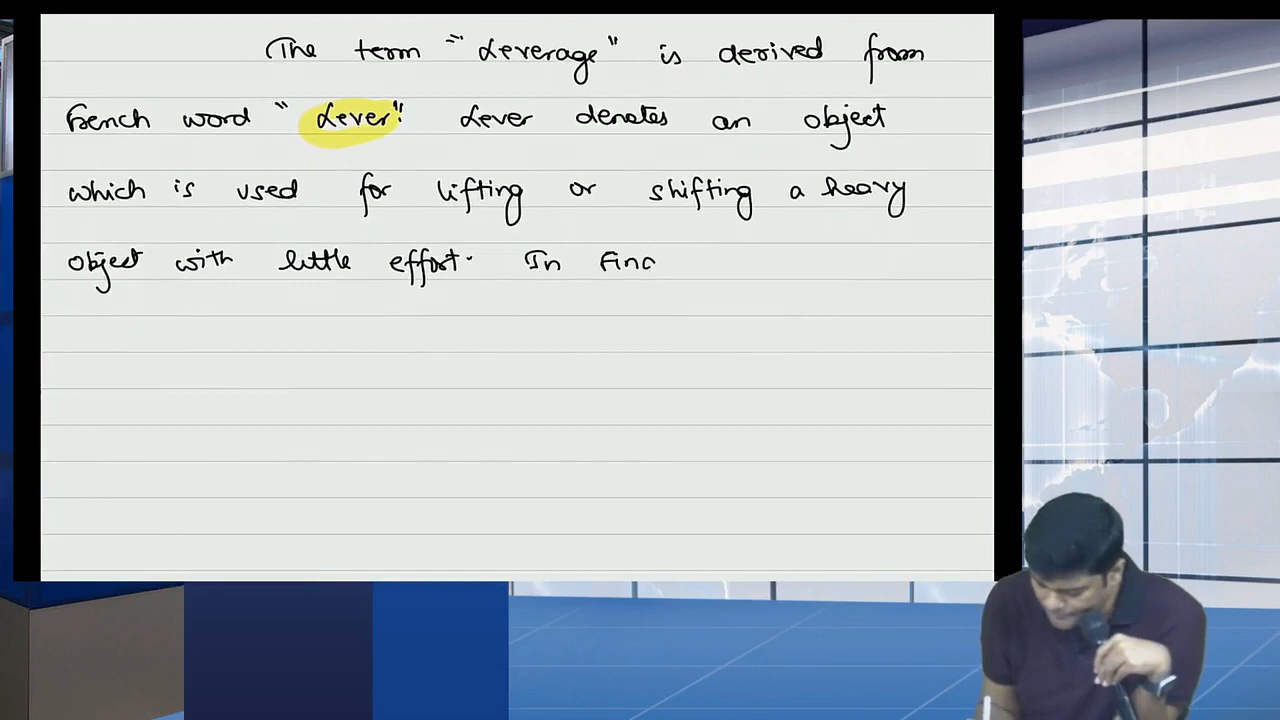 The term "Leverage" is derived from
French word "Lever". Lever denotes an object
which is used for lifting or shifting a heavy
object with little effort. In Finc